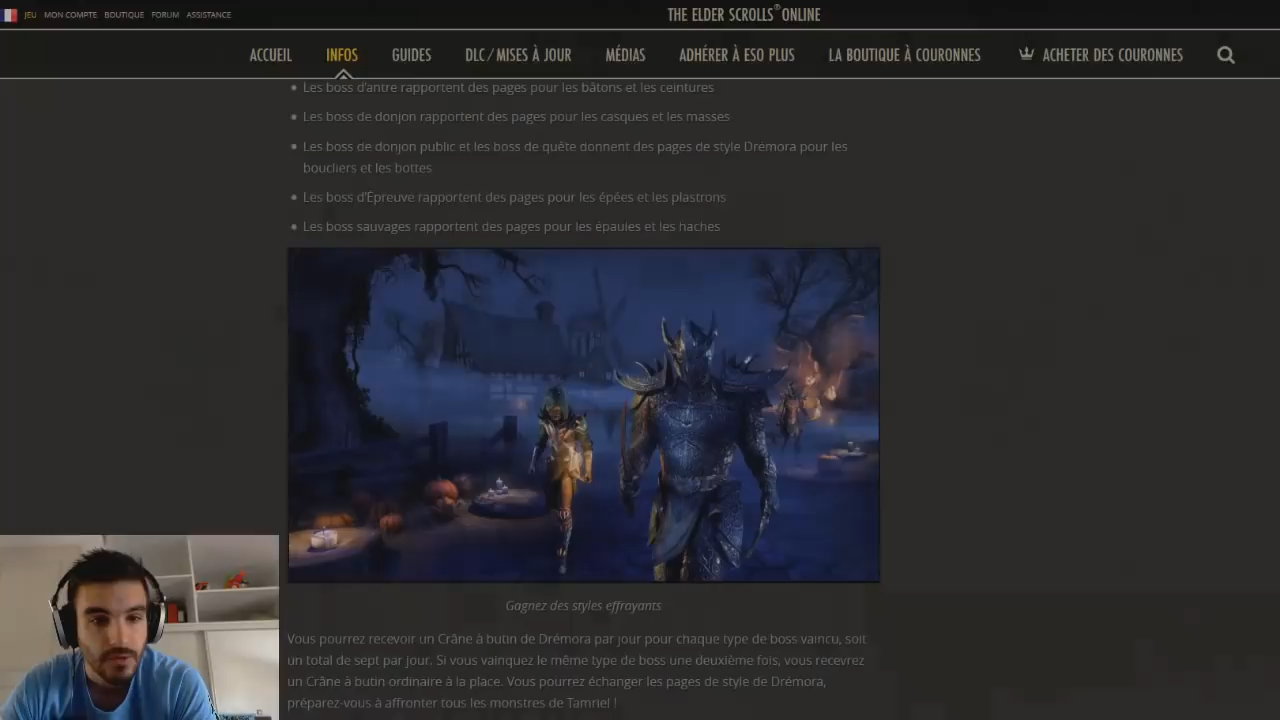 JEU MON COMPTE BOUTIQUE FORUM ASSISTANCE
THE ELDER SCROLLS® ONLINE
ACCUEIL INFOS GUIDES DLC / MISES À JOUR MÉDIAS ADHÉRER À ESO PLUS LA BOUTIQUE À COURONNES ACHETER DES COURONNES
Les boss d'antre rapportent des pages pour les bâtons et les ceintures
Les boss de donjon rapportent des pages pour les casques et les masses
Les boss de donjon public et les boss de quête donnent des pages de style Drémora pour les
boucliers et les bottes
Les boss d'Épreuve rapportent des pages pour les épées et les plastrons
Les boss sauvages rapportent des pages pour les épaules et les haches
Gagnez des styles effrayants
Vous pourrez recevoir un Crâne à butin de Drémora par jour pour chaque type de boss vaincu, soit
un total de sept par jour. Si vous vainquez le même type de boss une deuxième fois, vous recevrez
un Crâne à butin ordinaire à la place. Vous pourrez échanger les pages de style de Drémora,
préparez-vous à affronter tous les monstres de Tamriel !